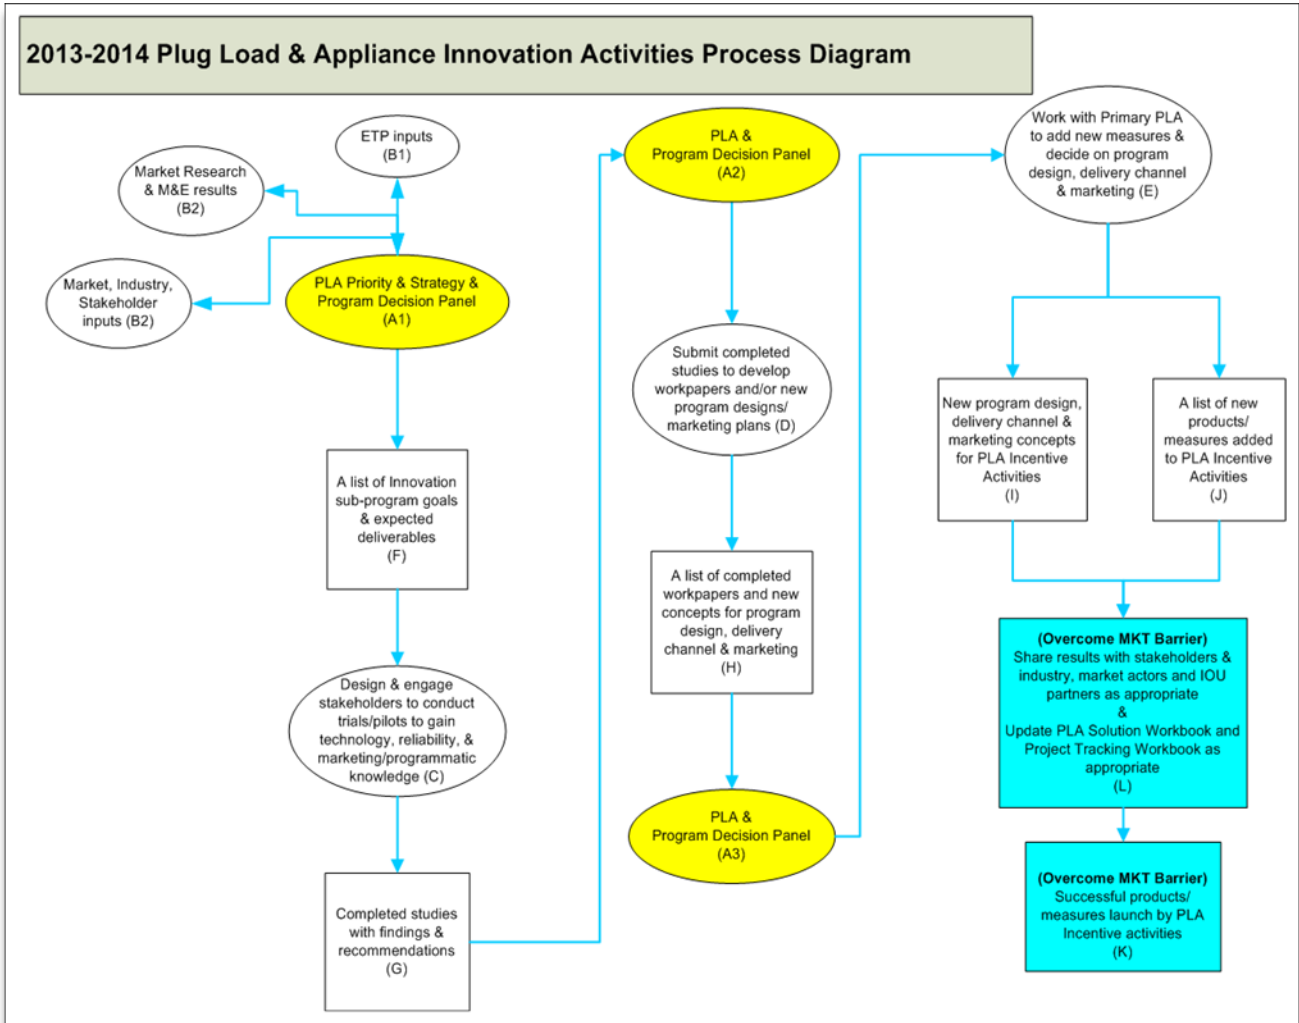 2013-2014 Plug Load & Appliance Innovation Activities Process Diagram
ETP inputs
(B1)
Market Research
& M&E results
(B2)
Market, Industry,
Stakeholder
inputs (B2)
PLA Priority & Strategy &
Program Decision Panel
(A1)
A list of Innovation
sub-program goals
& expected
deliverables
(F)
Design & engage
stakeholders to conduct
trials/pilots to gain
technology, reliability, &
marketing/programmatic
knowledge (C)
Completed studies
with findings &
recommendations
(G)
PLA &
Program Decision Panel
(A2)
Submit completed
studies to develop
workpapers and/or new
program designs/
marketing plans (D)
A list of completed
workpapers and new
concepts for program
design, delivery
channel & marketing
(H)
PLA &
Program Decision Panel
(A3)
Work with Primary PLA
to add new measures &
decide on program
design, delivery channel
& marketing (E)
New program design,
delivery channel &
marketing concepts
for PLA Incentive
Activities
(I)
A list of new
products/
measures added
to PLA Incentive
Activities
(J)
(Overcome MKT Barrier)
Share results with stakeholders &
industry, market actors and IOU
partners as appropriate
&
Update PLA Solution Workbook and
Project Tracking Workbook as
appropriate
(L)
(Overcome MKT Barrier)
Successful products/
measures launch by PLA
Incentive activities
(K)